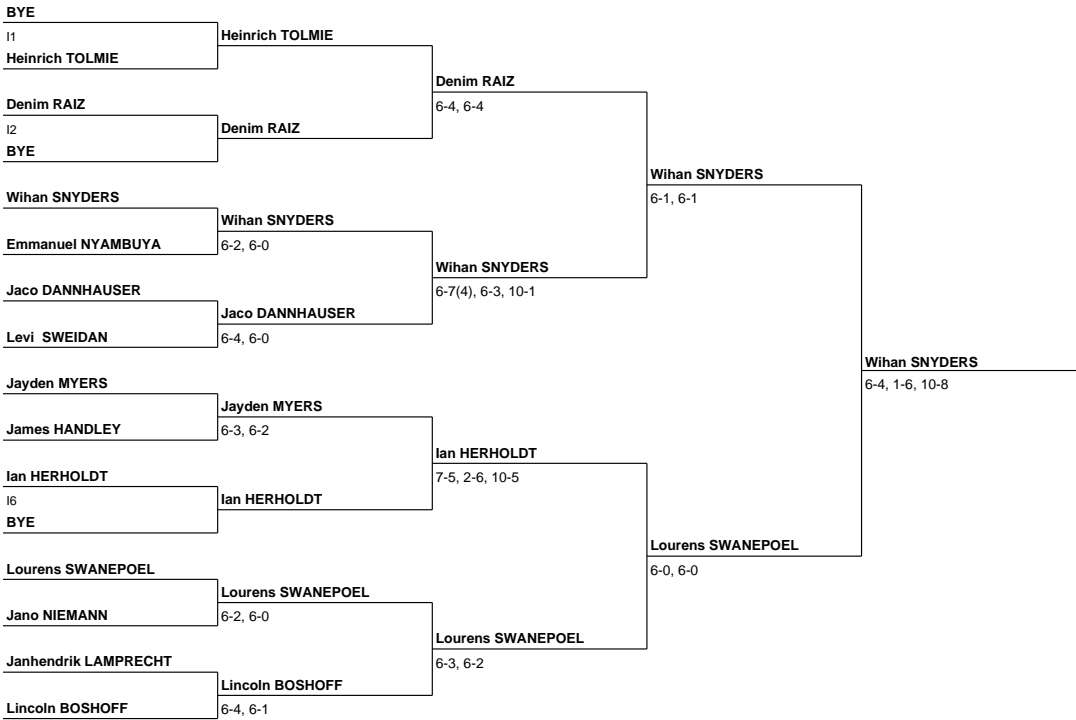 BYE
I1
Heinrich TOLMIE
Denim RAIZ
I2
BYE
Wihan SNYDERS
Emmanuel NYAMBUYA
Jaco DANNHAUSER
Levi  SWEIDAN
Jayden MYERS
James HANDLEY
Ian HERHOLDT
I6
BYE
Lourens SWANEPOEL
Jano NIEMANN
Janhendrik LAMPRECHT
Lincoln BOSHOFF
Heinrich TOLMIE
Denim RAIZ
Wihan SNYDERS
6-2, 6-0
Jaco DANNHAUSER
6-4, 6-0
Jayden MYERS
6-3, 6-2
Ian HERHOLDT
Lourens SWANEPOEL
6-2, 6-0
Lincoln BOSHOFF
6-4, 6-1
Denim RAIZ
6-4, 6-4
Wihan SNYDERS
6-7(4), 6-3, 10-1
Ian HERHOLDT
7-5, 2-6, 10-5
Lourens SWANEPOEL
6-3, 6-2
Wihan SNYDERS
6-1, 6-1
Lourens SWANEPOEL
6-0, 6-0
Wihan SNYDERS
6-4, 1-6, 10-8